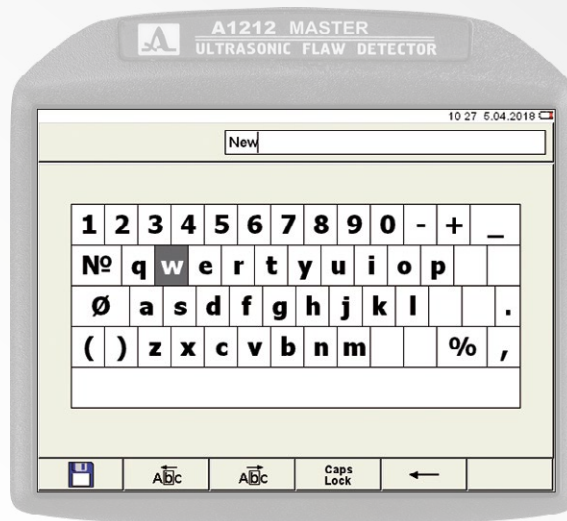 A1212 MASTER
ULTRASONIC FLAW DETECTOR
10 27 5.04.2018
New
1 2 3 4 5 6 7 8 9 0 - + _
№ q w e r t y u i o p
Ø a s d f g h j k l .
( ) z x c v b n m % ,
Abc Abc Caps Lock ←